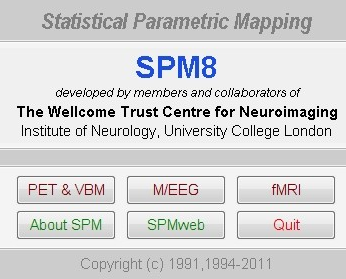 Statistical Parametric Mapping
SPM8
developed by members and collaborators of
The Wellcome Trust Centre for Neuroimaging
Institute of Neurology, University College London
PET & VBM M/EEG fMRI
About SPM SPMweb Quit
Copyright (c) 1991,1994-2011